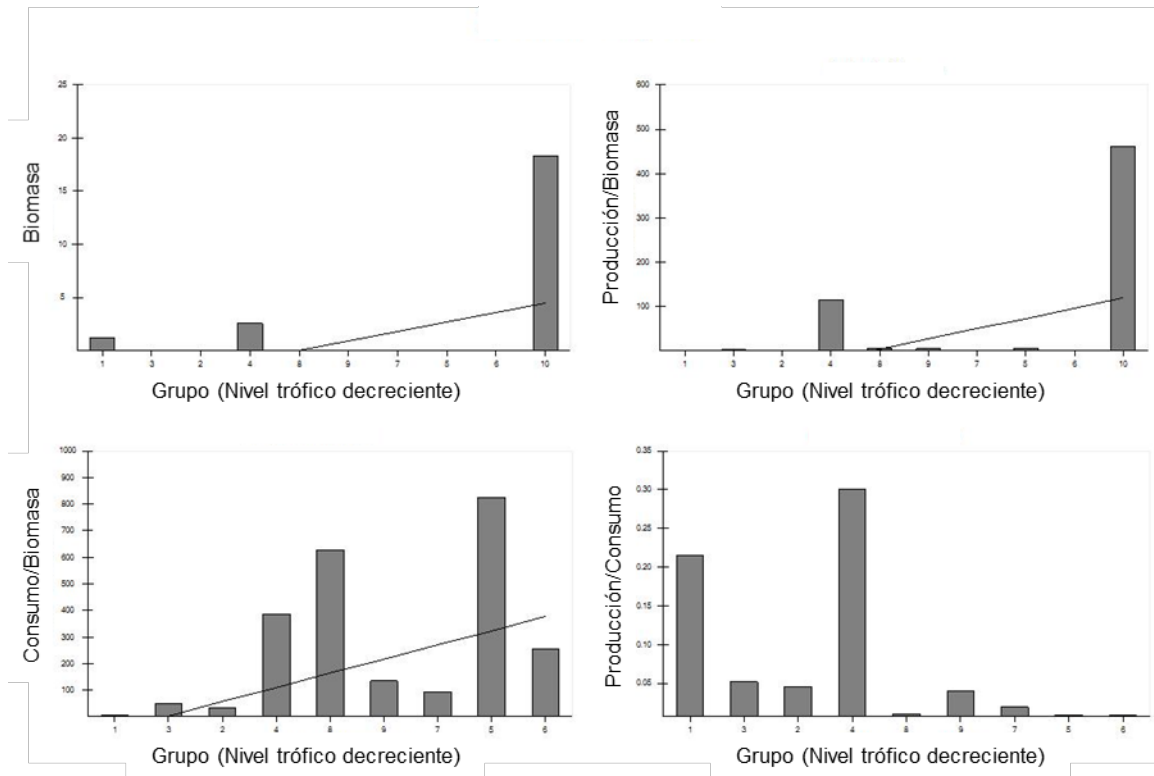 Biomasa
25
20
15
10
5
1 3 2 4 8 9 7 5 6 10
Grupo (Nivel trófico decreciente)
Producción/Biomasa
600
500
400
300
200
100
1 3 2 4 8 9 7 5 6 10
Grupo (Nivel trófico decreciente)
Consumo/Biomasa
1000
900
800
700
600
500
400
300
200
100
1 3 2 4 8 9 7 5 6
Grupo (Nivel trófico decreciente)
Producción/Consumo
0.35
0.30
0.25
0.20
0.15
0.10
0.05
1 3 2 4 8 9 7 5 6
Grupo (Nivel trófico decreciente)